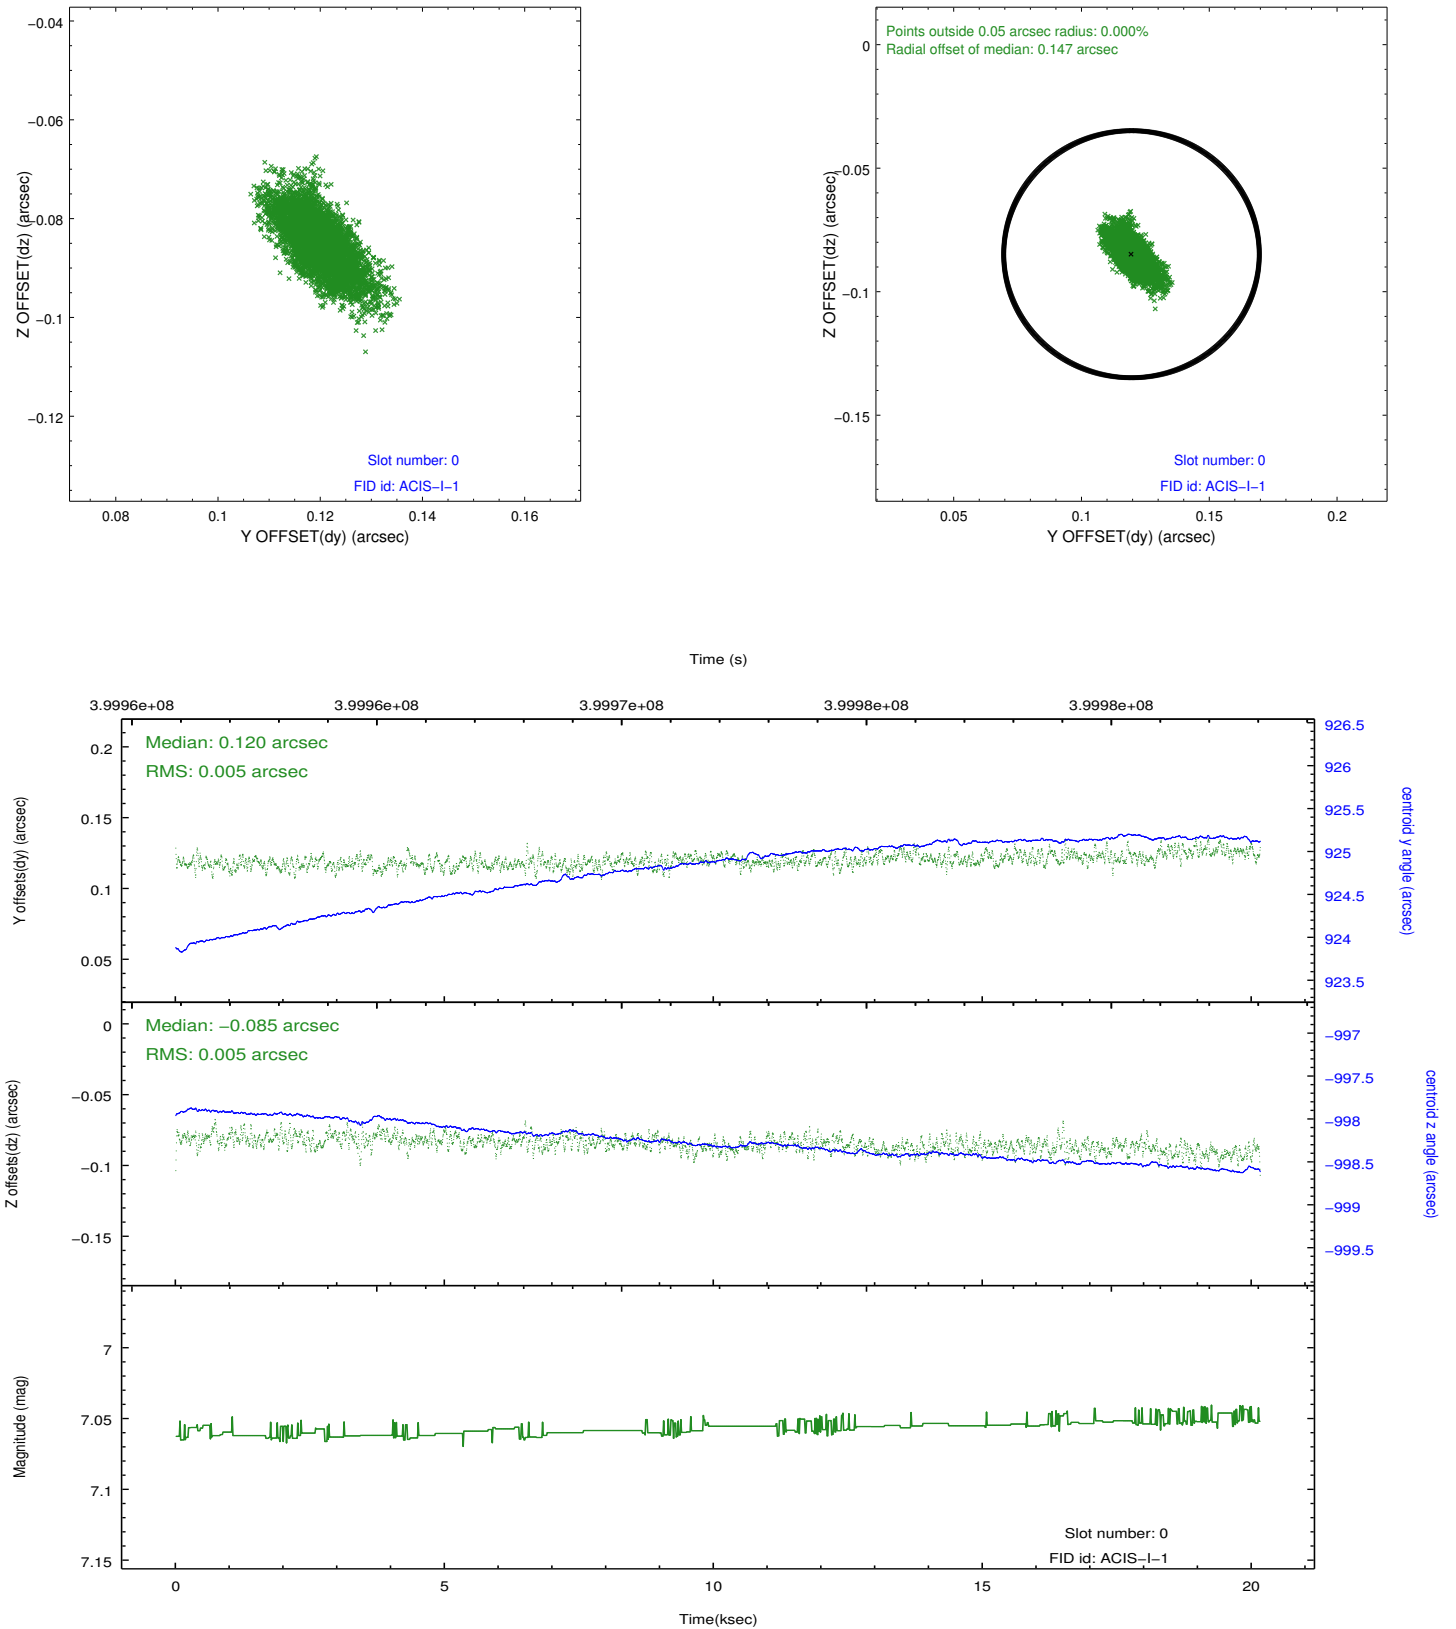 −0.04
−0.06
−0.08
−0.1
−0.12
Z OFFSET(dz) (arcsec)
Slot number: 0
FID id: ACIS−I−1
0.08 0.1 0.12 0.14 0.16
Y OFFSET(dy) (arcsec)
Points outside 0.05 arcsec radius: 0.000%
Radial offset of median: 0.147 arcsec
0
−0.05
−0.1
−0.15
Z OFFSET(dz) (arcsec)
Slot number: 0
FID id: ACIS−I−1
0.05 0.1 0.15 0.2
Y OFFSET(dy) (arcsec)
Time (s)
3.9996e+08 3.9996e+08 3.9997e+08 3.9998e+08 3.9998e+08
Median: 0.120 arcsec
RMS: 0.005 arcsec
0.2
0.15
0.1
0.05
Y offsets(dy) (arcsec)
926.5
926
925.5
925
924.5
924
923.5
centroid y angle (arcsec)
Median: −0.085 arcsec
RMS: 0.005 arcsec
0
−0.05
−0.1
−0.15
Z offsets(dz) (arcsec)
−997
−997.5
−998
−998.5
−999
−999.5
centroid z angle (arcsec)
7
7.05
7.1
7.15
Magnitude (mag)
Slot number: 0
FID id: ACIS−I−1
0 5 10 15 20
Time(ksec)